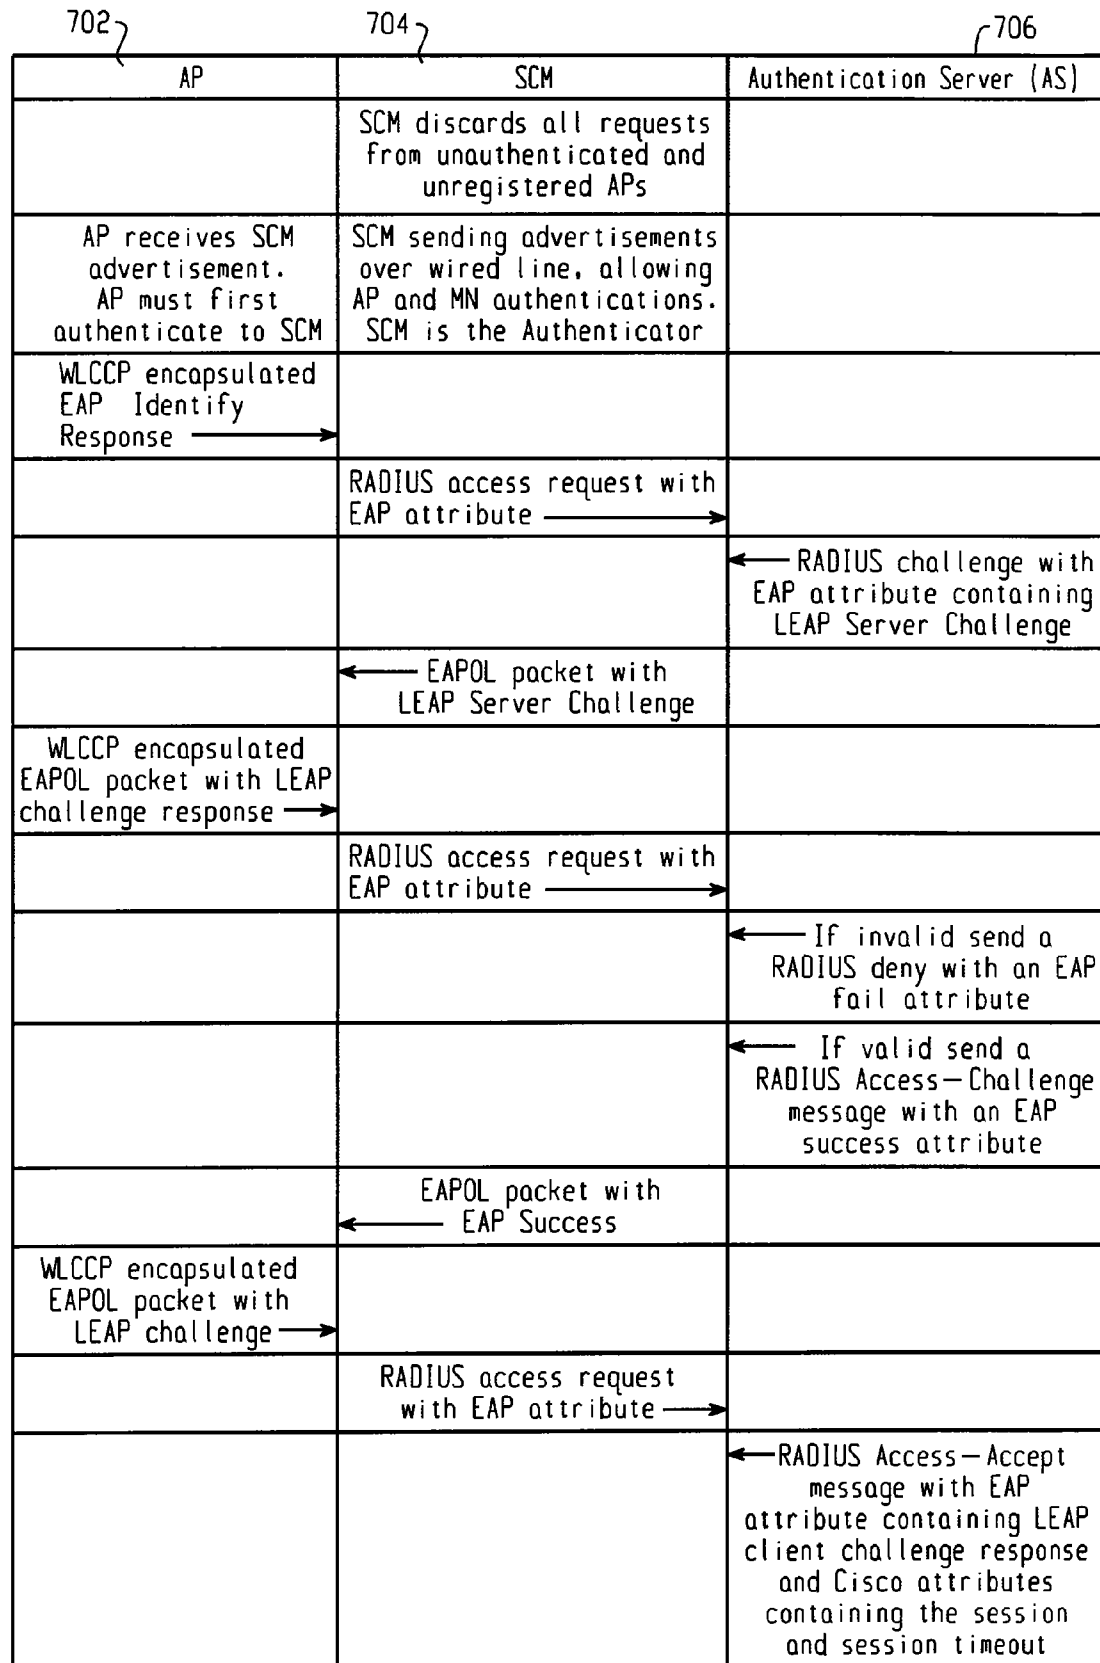 702
704
706
AP
SCM
Authentication Server (AS)
SCM discards all requests
from unauthenticated and
unregistered APs
AP receives SCM
advertisement.
AP must first
authenticate to SCM
SCM sending advertisements
over wired line, allowing
AP and MN authentications.
SCM is the Authenticator
WLCCP encapsulated
EAP Identify
Response
RADIUS access request with
EAP attribute
RADIUS challenge with
EAP attribute containing
LEAP Server Challenge
EAPOL packet with
LEAP Server Challenge
WLCCP encapsulated
EAPOL packet with LEAP
challenge response
RADIUS access request with
EAP attribute
If invalid send a
RADIUS deny with an EAP
fail attribute
If valid send a
RADIUS Access-Challenge
message with an EAP
success attribute
EAPOL packet with
EAP Success
WLCCP encapsulated
EAPOL packet with
LEAP challenge
RADIUS access request
with EAP attribute
RADIUS Access-Accept
message with EAP
attribute containing LEAP
client challenge response
and Cisco attributes
containing the session
and session timeout